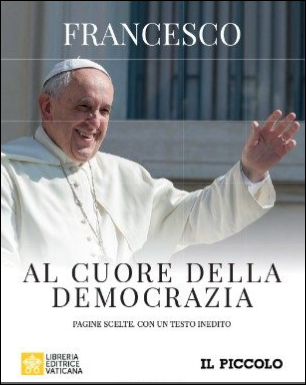 FRANCESCO
AL CUORE DELLA
DEMOCRAZIA
PAGINE SCELTE. CON UN TESTO INEDITO
LIBRERIA
EDITRICE
VATICANA
IL PICCOLO